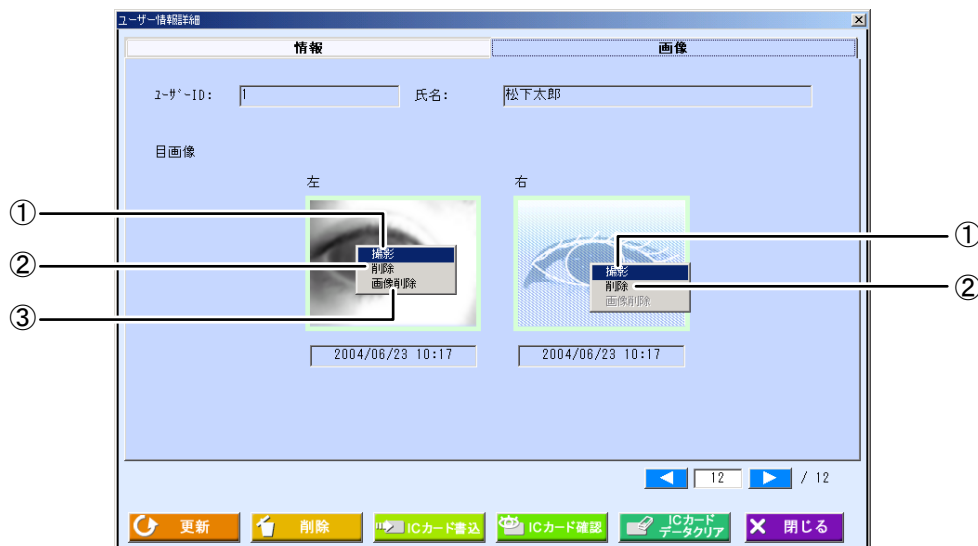 ユーザー情報詳細
情報 画像
ﾕｰｻﾞｰID: 1 氏名: 松下太郎
目画像
左 右
① 撮影 撮影 ①
② 削除 削除 ②
③ 画像削除 画像削除
2004/06/23 10:17 2004/06/23 10:17
12 / 12
更新 削除 ICカード書込 ICカード確認 ICカード データクリア 閉じる